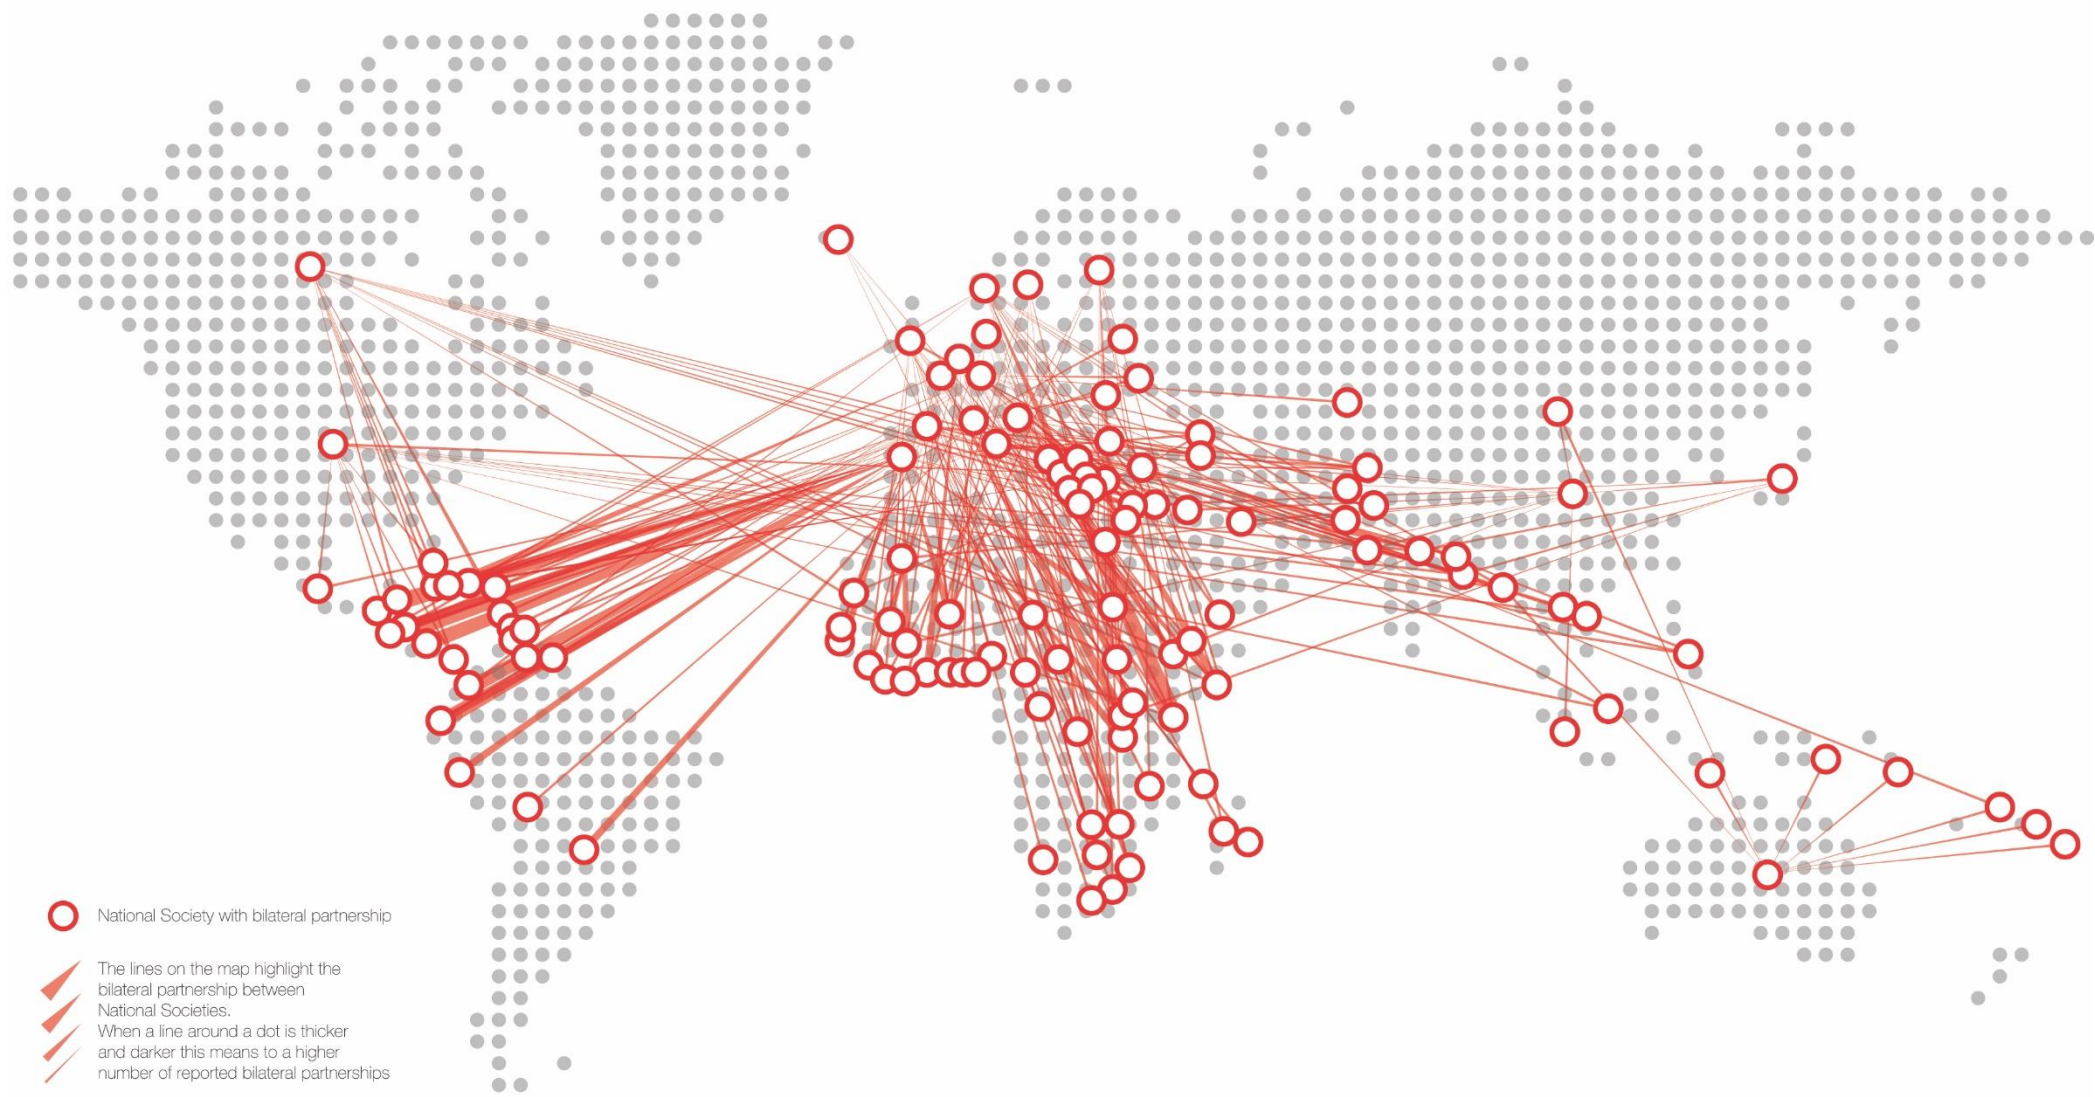 National Society with bilateral partnership
The lines on the map highlight the
bilateral partnership between
National Societies.
When a line around a dot is thicker
and darker this means to a higher
number of reported bilateral partnerships